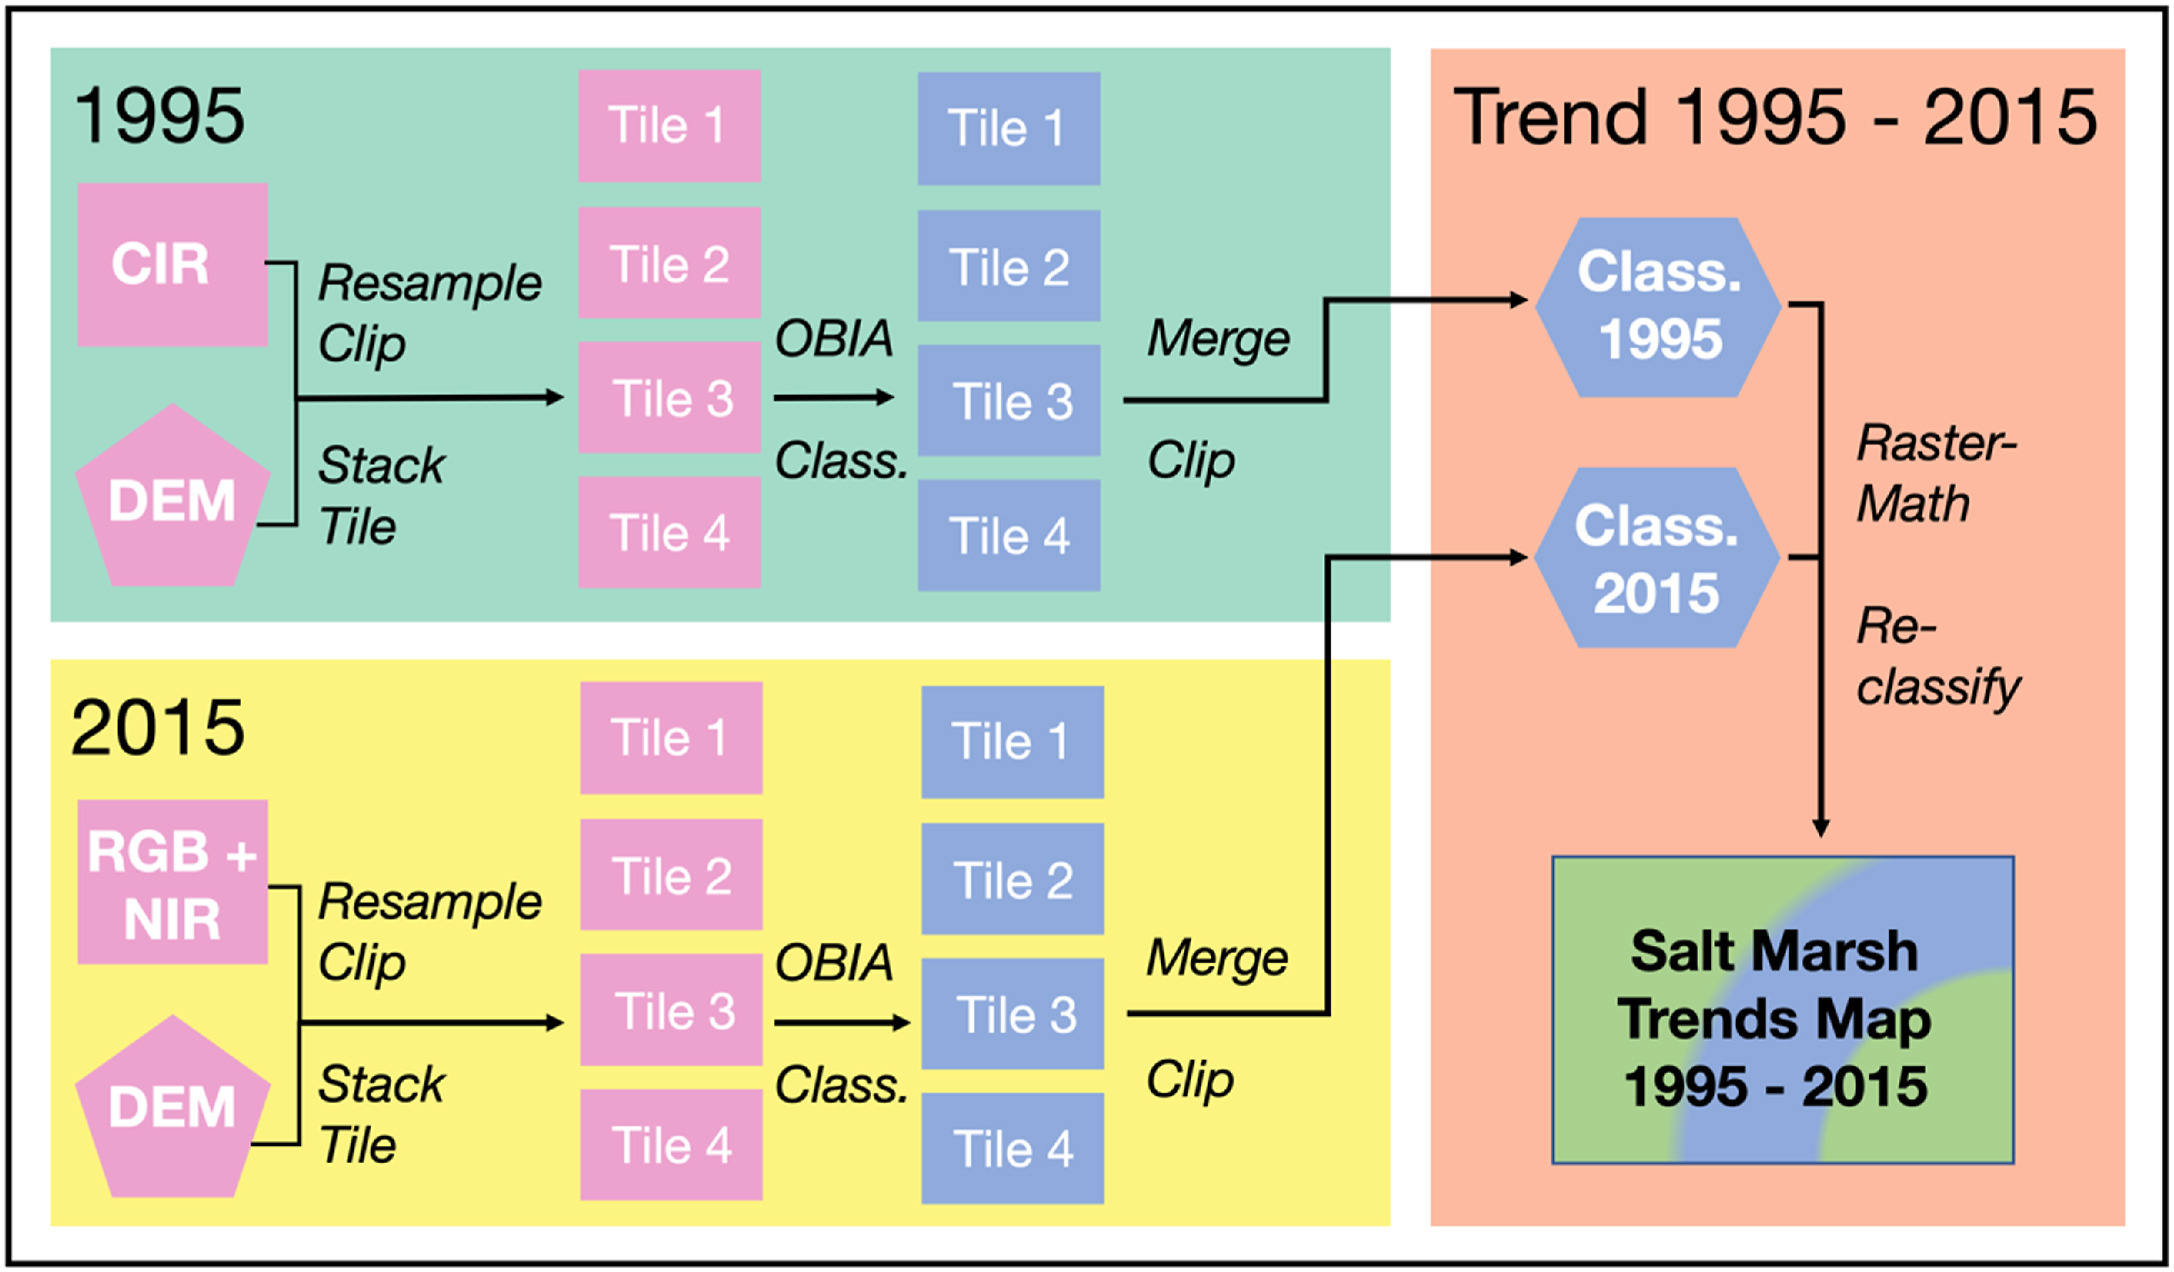 1995
CIR
DEM
Resample
Clip
Stack
Tile
Tile 1
Tile 2
Tile 3
Tile 4
OBIA
Class.
Tile 1
Tile 2
Tile 3
Tile 4
Merge
Clip
2015
RGB +
NIR
DEM
Resample
Clip
Stack
Tile
Tile 1
Tile 2
Tile 3
Tile 4
OBIA
Class.
Tile 1
Tile 2
Tile 3
Tile 4
Merge
Clip
Trend 1995 - 2015
Class.
1995
Class.
2015
Raster-
Math
Re-
classify
Salt Marsh
Trends Map
1995 - 2015